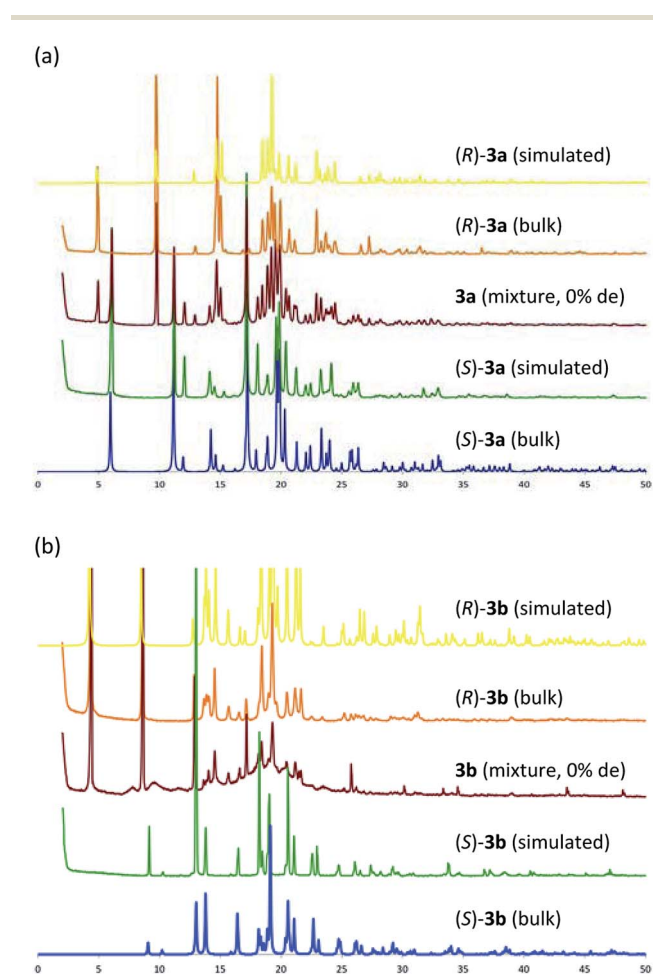 (a)
(R)-3a (simulated)
(R)-3a (bulk)
3a (mixture, 0% de)
(S)-3a (simulated)
(S)-3a (bulk)
0 5 10 15 20 25 30 35 40 45 50
(b)
(R)-3b (simulated)
(R)-3b (bulk)
3b (mixture, 0% de)
(S)-3b (simulated)
(S)-3b (bulk)
0 5 10 15 20 25 30 35 40 45 50